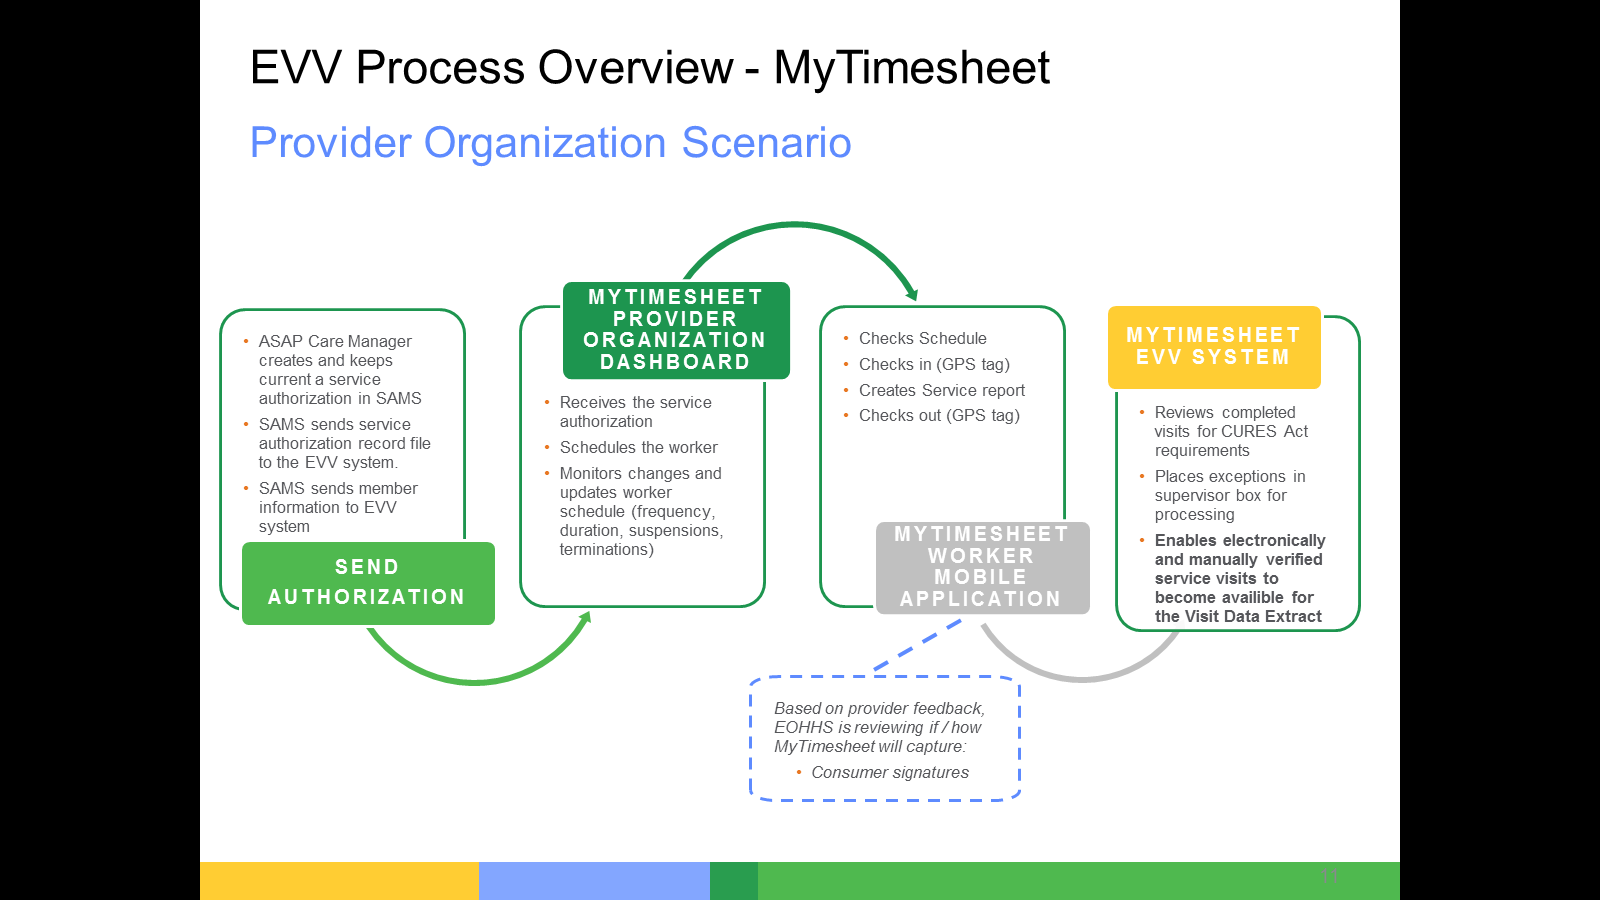 EVV Process Overview - MyTimesheet
Provider Organization Scenario
• ASAP Care Manager
creates and keeps
current a service
authorization in SAMS
• SAMS sends service
authorization record file
to the EVV system.
• SAMS sends member
information to EVV
system
SEND
AUTHORIZATION
MYTIMESHEET
PROVIDER
ORGANIZATION
DASHBOARD
• Receives the service
authorization
• Schedules the worker
• Monitors changes and
updates worker
schedule (frequency,
duration, suspensions,
terminations)
• Checks Schedule
• Checks in (GPS tag)
• Creates Service report
• Checks out (GPS tag)
MYTIMESHEET
WORKER
MOBILE
APPLICATION
Based on provider feedback,
EOHHS is reviewing if / how
MyTimesheet will capture:
• Consumer signatures
MYTIMESHEET
EVV SYSTEM
• Reviews completed
visits for CURES Act
requirements
• Places exceptions in
supervisor box for
processing
• Enables electronically
and manually verified
service visits to
become availible for
the Visit Data Extract
11